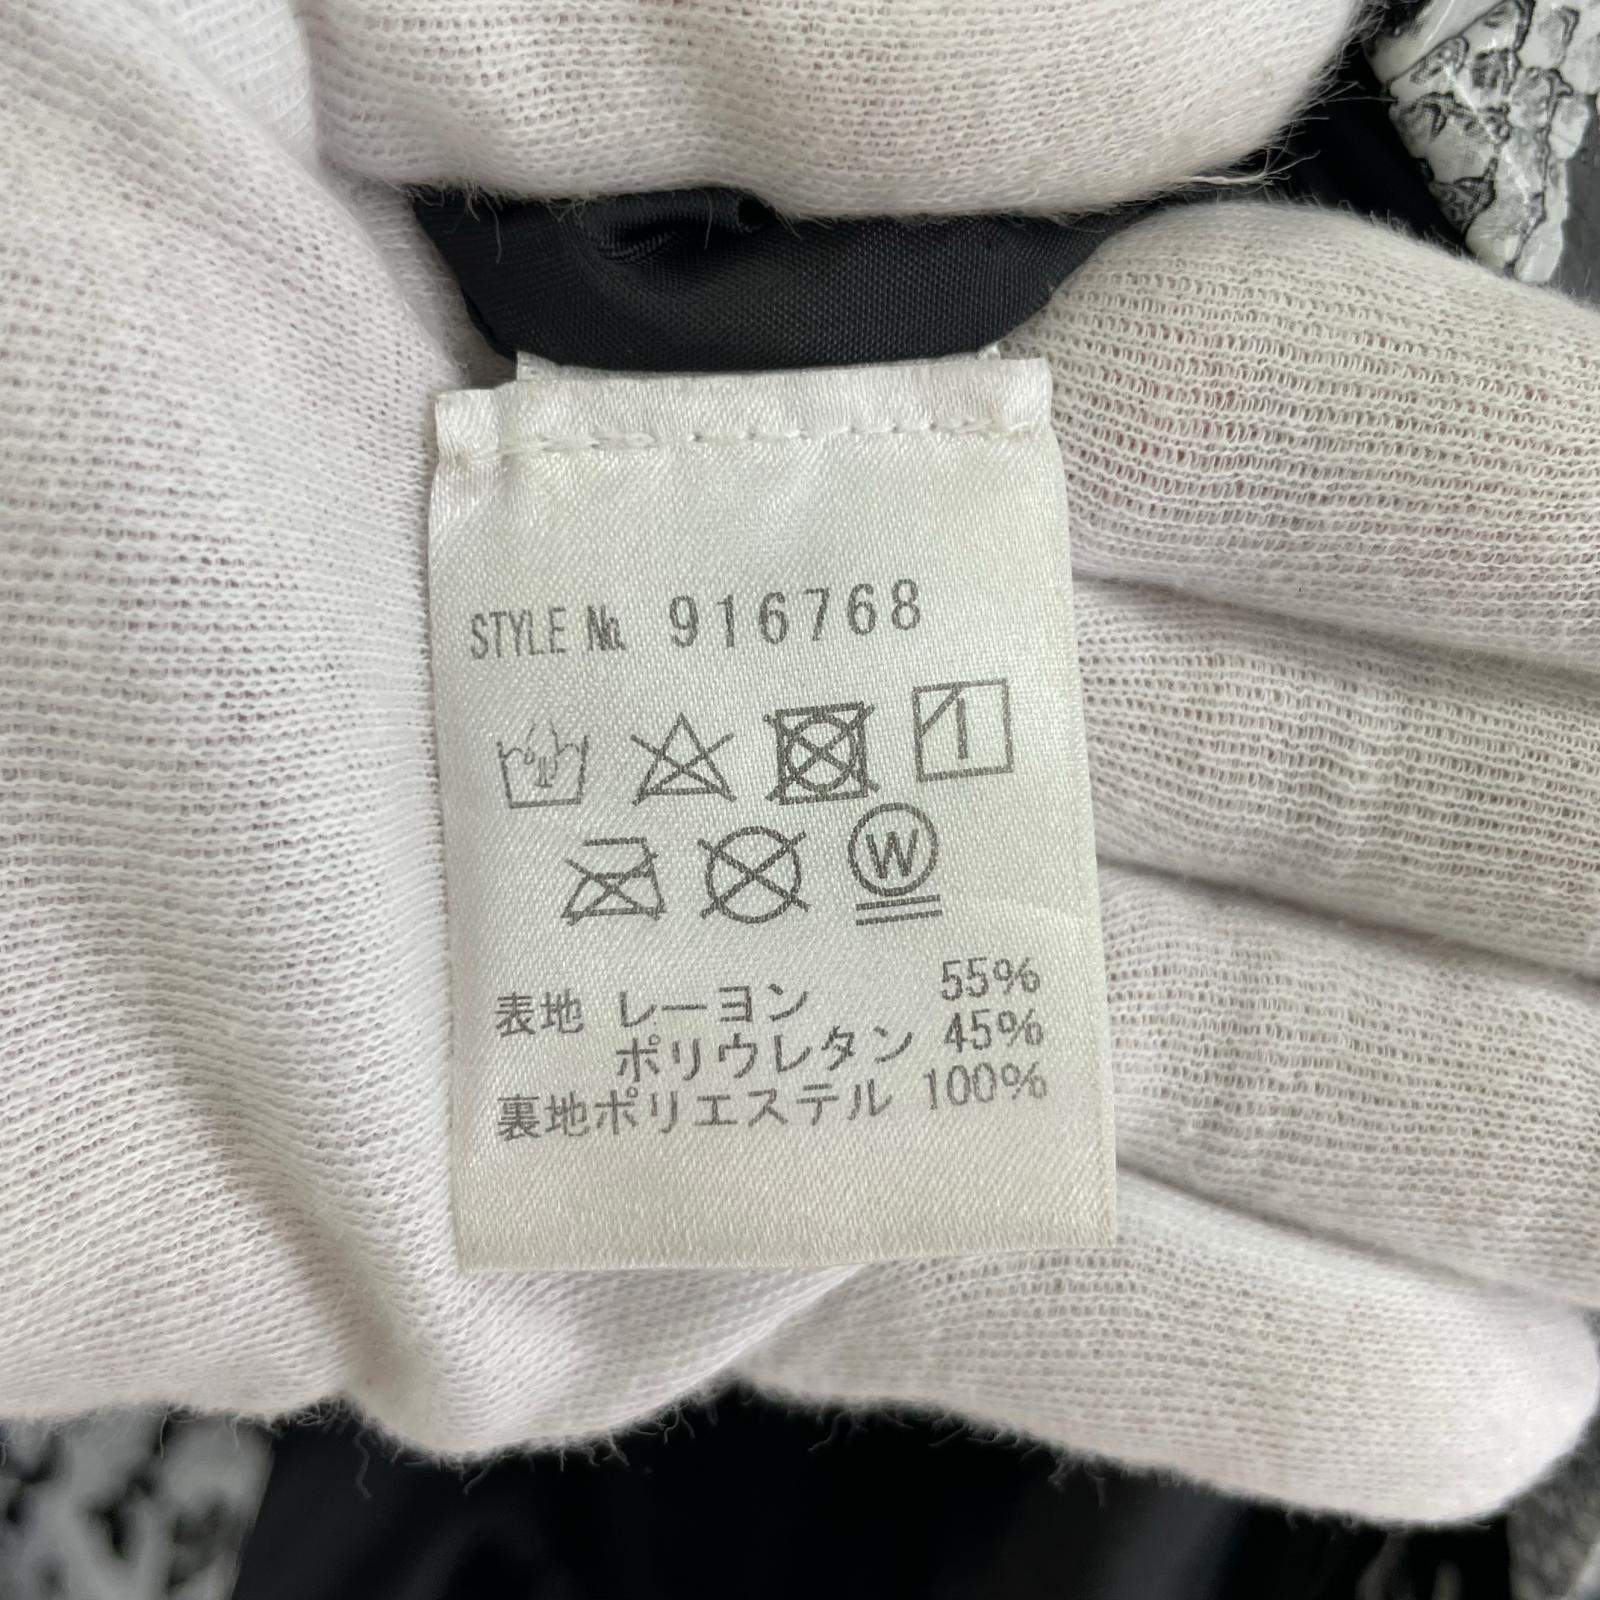 STYLE № 916768
W
表地 レーヨン 55%
ポリウレタン 45%
裏地ポリエステル 100%